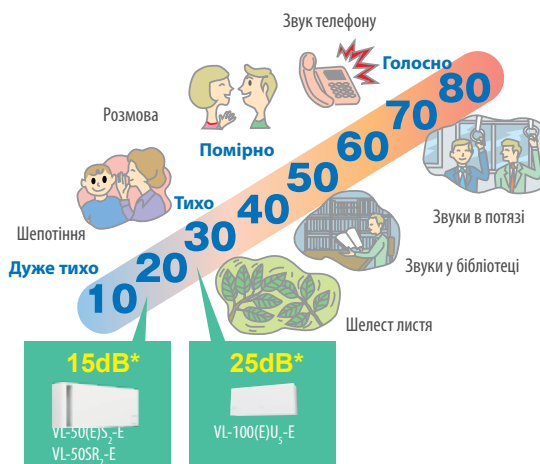 Звук телефону
Голосно
80
70
Розмова
60
Помірно
50
Тихо
40
Звуки в потязі
Шепотіння
30
Звуки у бібліотеці
Дуже тихо
20
10
Шелест листя
15dB*
25dB*
VL-50(E)S₂-E
VL-50SR₂-E
VL-100(E)U₅-E